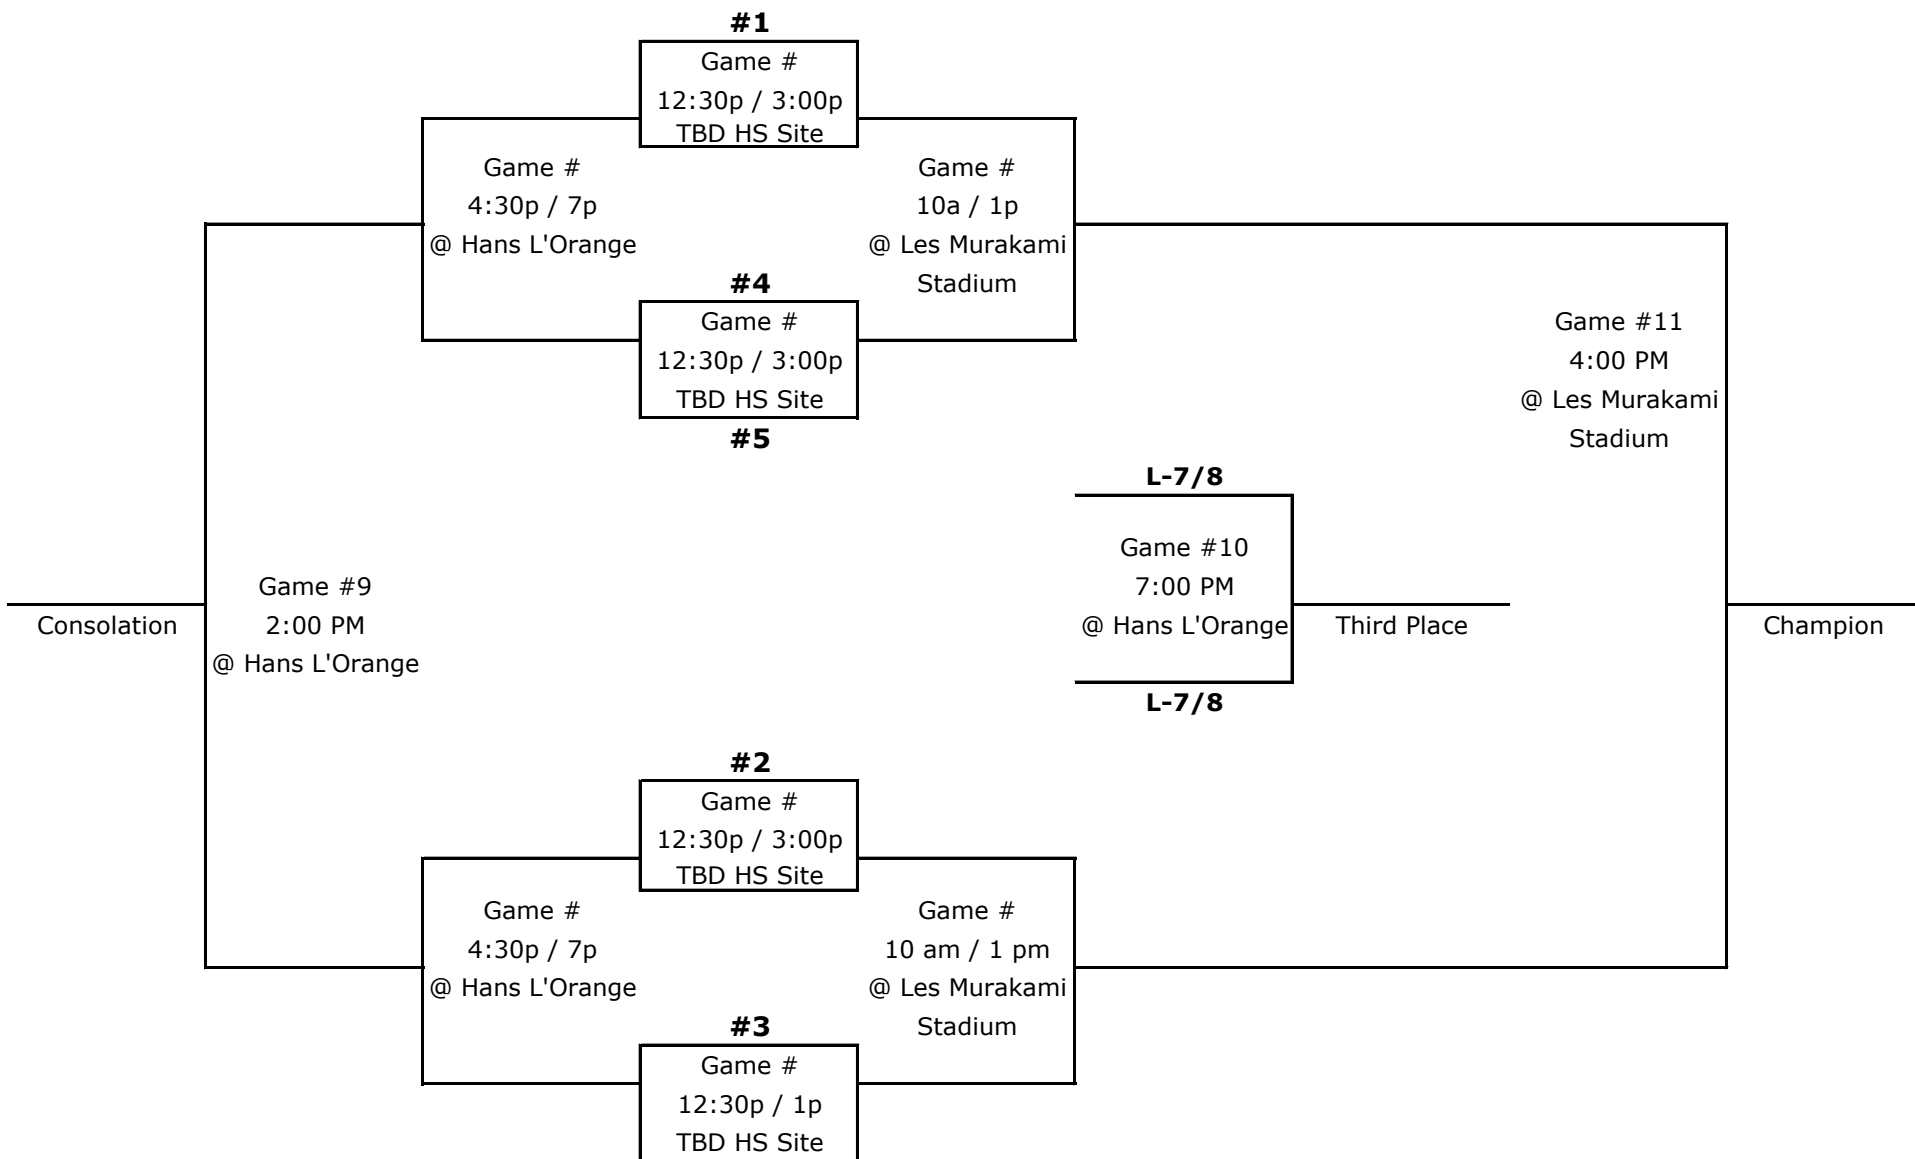 #1
Game #
12:30p / 3:00p
TBD HS Site
Game #
4:30p / 7p
@ Hans L'Orange
Game #
10a / 1p
@ Les Murakami
Stadium
#4
Game #
12:30p / 3:00p
TBD HS Site
#5
Game #11
4:00 PM
@ Les Murakami
Stadium
L-7/8
Game #10
7:00 PM
@ Hans L'Orange
L-7/8
Third Place
Game #9
2:00 PM
@ Hans L'Orange
Consolation
Champion
#2
Game #
12:30p / 3:00p
TBD HS Site
Game #
4:30p / 7p
@ Hans L'Orange
Game #
10 am / 1 pm
@ Les Murakami
Stadium
#3
Game #
12:30p / 1p
TBD HS Site